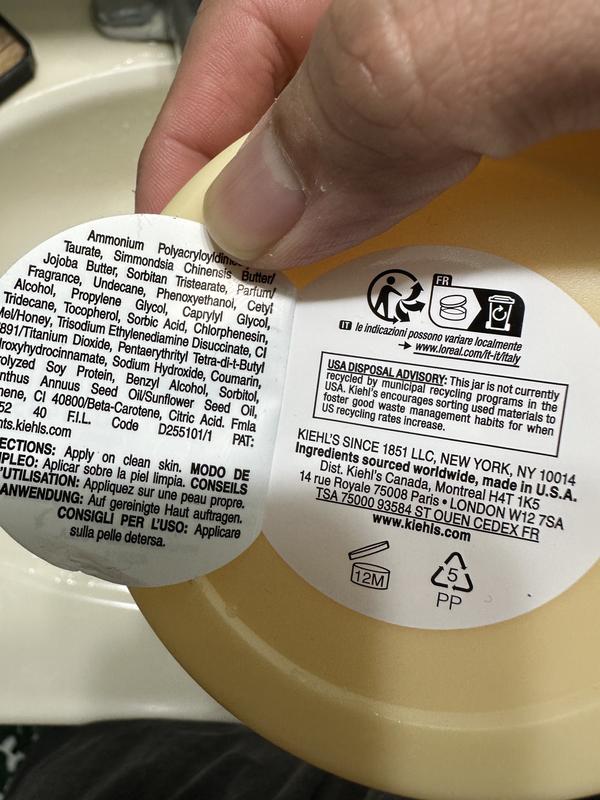 Ammonium Polyacryloyldimethyl
Taurate, Simmondsia Chinensis Butter/
Jojoba Butter, Sorbitan Tristearate, Parfum/
Fragrance, Undecane, Phenoxyethanol, Cetyl
Alcohol, Propylene Glycol, Caprylyl Glycol,
Tridecane, Tocopherol, Sorbic Acid, Chlorphenesin,
Mel/Honey, Trisodium Ethylenediamine Disuccinate, CI
891/Titanium Dioxide, Pentaerythrityl Tetra-di-t-Butyl
droxyhydrocinnamate, Sodium Hydroxide, Coumarin,
rolyzed Soy Protein, Benzyl Alcohol, Sorbitol,
nthus Annuus Seed Oil/Sunflower Seed Oil,
nene, CI 40800/Beta-Carotene, Citric Acid. Fmla
52 40 F.I.L. Code D255101/1 PAT:
nts.kiehls.com
ECTIONS: Apply on clean skin. MODO DE
MPLEO: Aplicar sobre la piel limpia. CONSEILS
'UTILISATION: Appliquez sur une peau propre.
ANWENDUNG: Auf gereinigte Haut auftragen.
CONSIGLI PER L'USO: Applicare
sulla pelle detersa.
FR
IT le indicazioni possono variare localmente
www.loreal.com/it-it/italy
USA DISPOSAL ADVISORY: This jar is not currently
recycled by municipal recycling programs in the
USA. Kiehl's encourages sorting used materials to
foster good waste management habits for when
US recycling rates increase.
KIEHL'S SINCE 1851 LLC, NEW YORK, NY 10014
Ingredients sourced worldwide, made in U.S.A.
Dist. Kiehl's Canada, Montreal H4T 1K5
14 rue Royale 75008 Paris • LONDON W12 7SA
TSA 75000 93584 ST OUEN CEDEX FR
www.kiehls.com
12M
5
PP